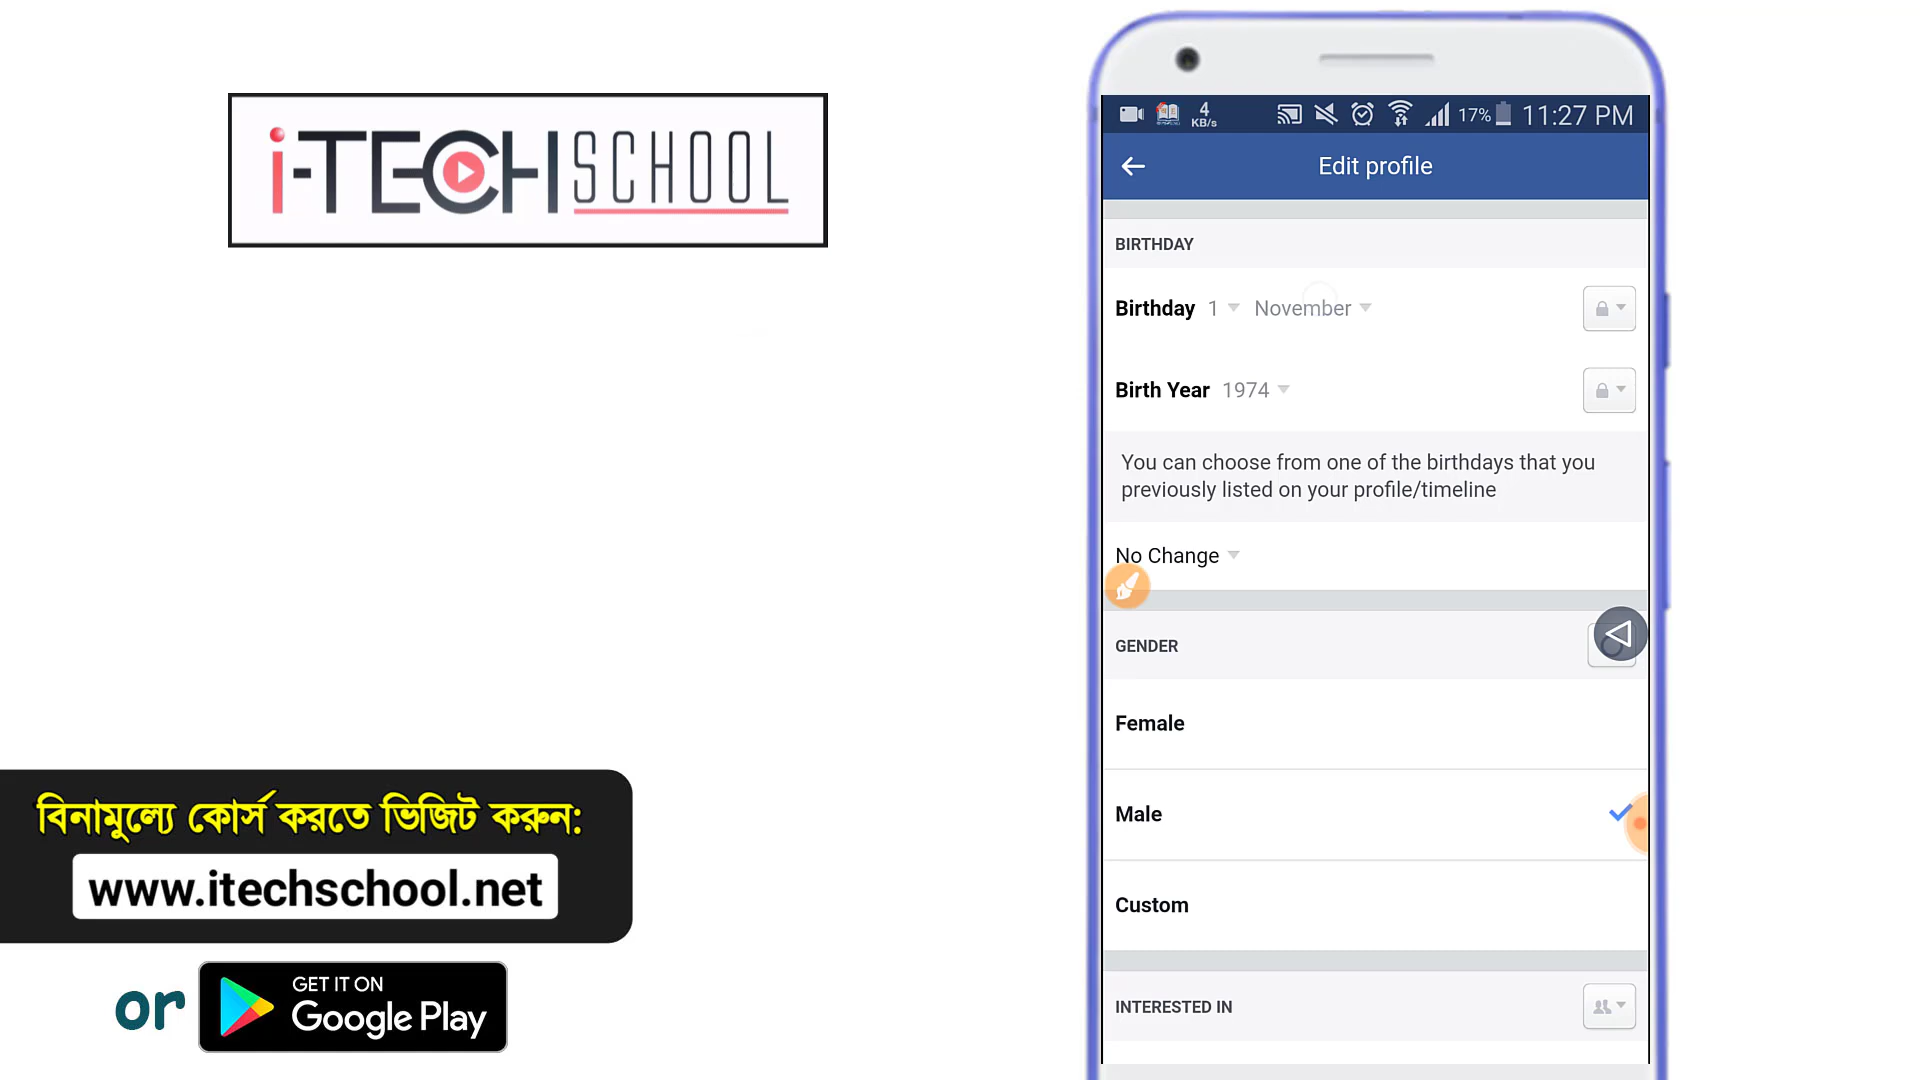 i-TECH SCHOOL
বিনামুল্যে কোর্স করতে ভিজিট করুন:
www.itechschool.net
or
GET IT ON
Google Play
4
KB/s
17%
11:27 PM
Edit profile
BIRTHDAY
Birthday 1 November
Birth Year 1974
You can choose from one of the birthdays that you
previously listed on your profile/timeline
No Change
GENDER
Female
Male
Custom
INTERESTED IN